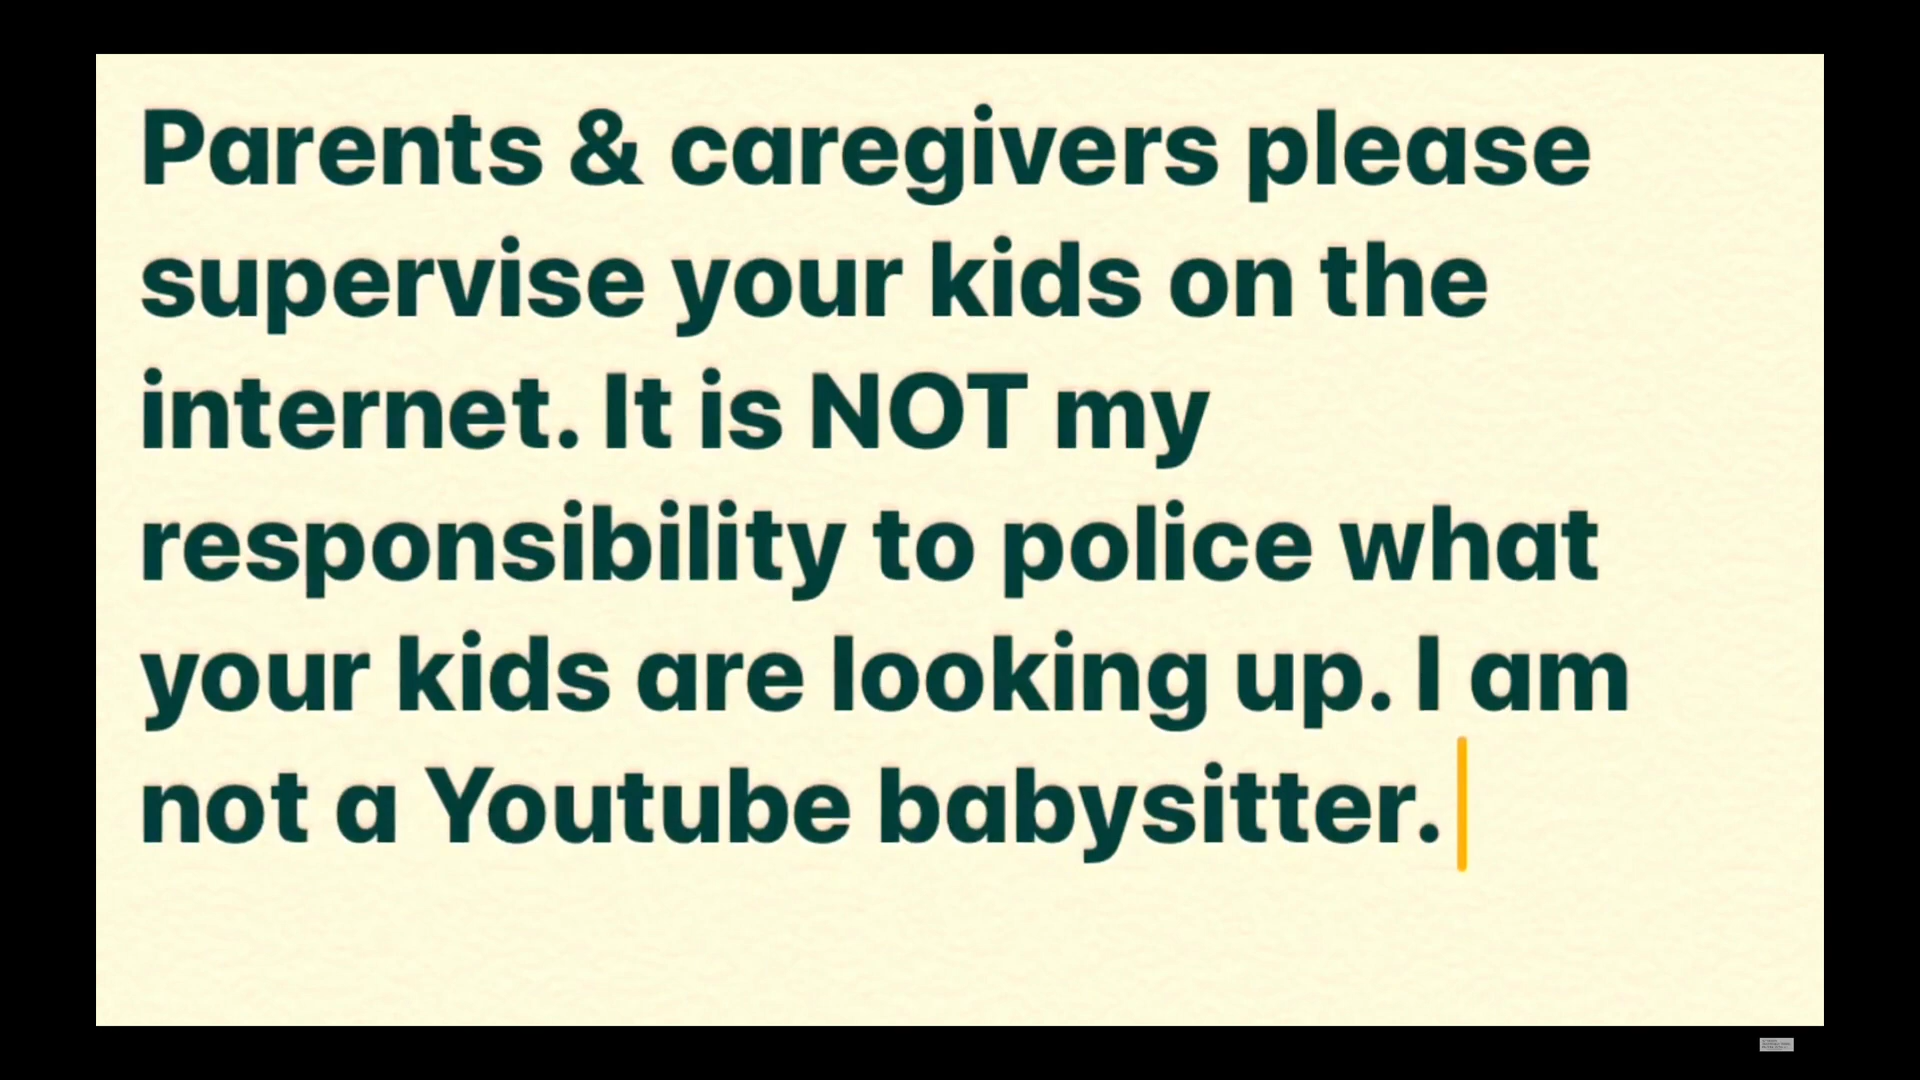 Parents & caregivers please
supervise your kids on the
internet. It is NOT my
responsibility to police what
your kids are looking up. I am
not a Youtube babysitter.